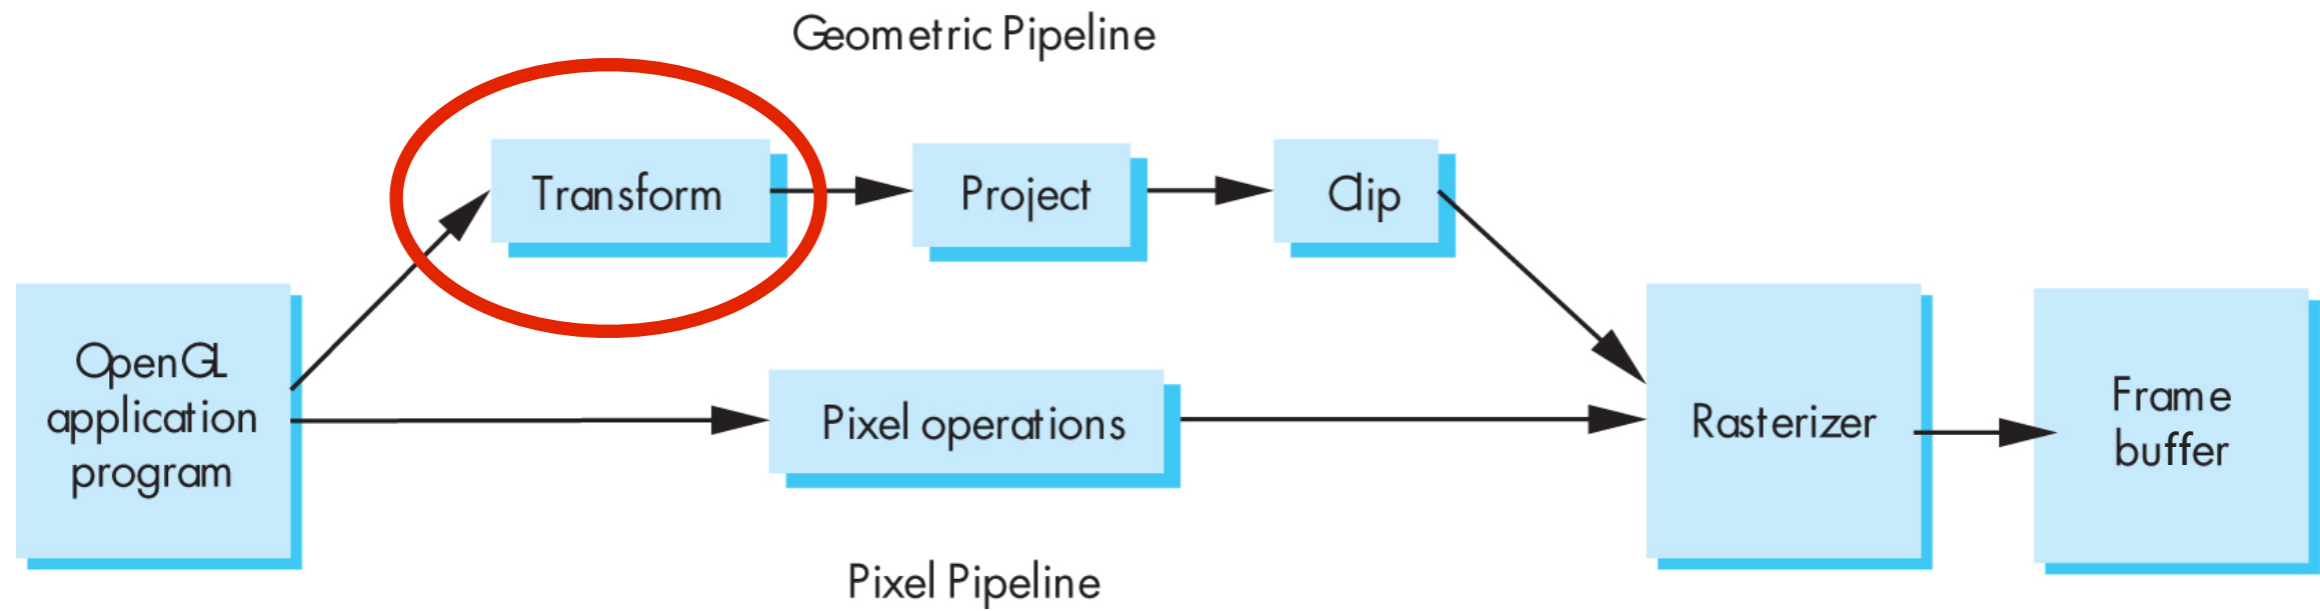 Geometric Pipeline
Transform
Project
Clip
OpenGL
application
program
Pixel operations
Rasterizer
Frame
buffer
Pixel Pipeline